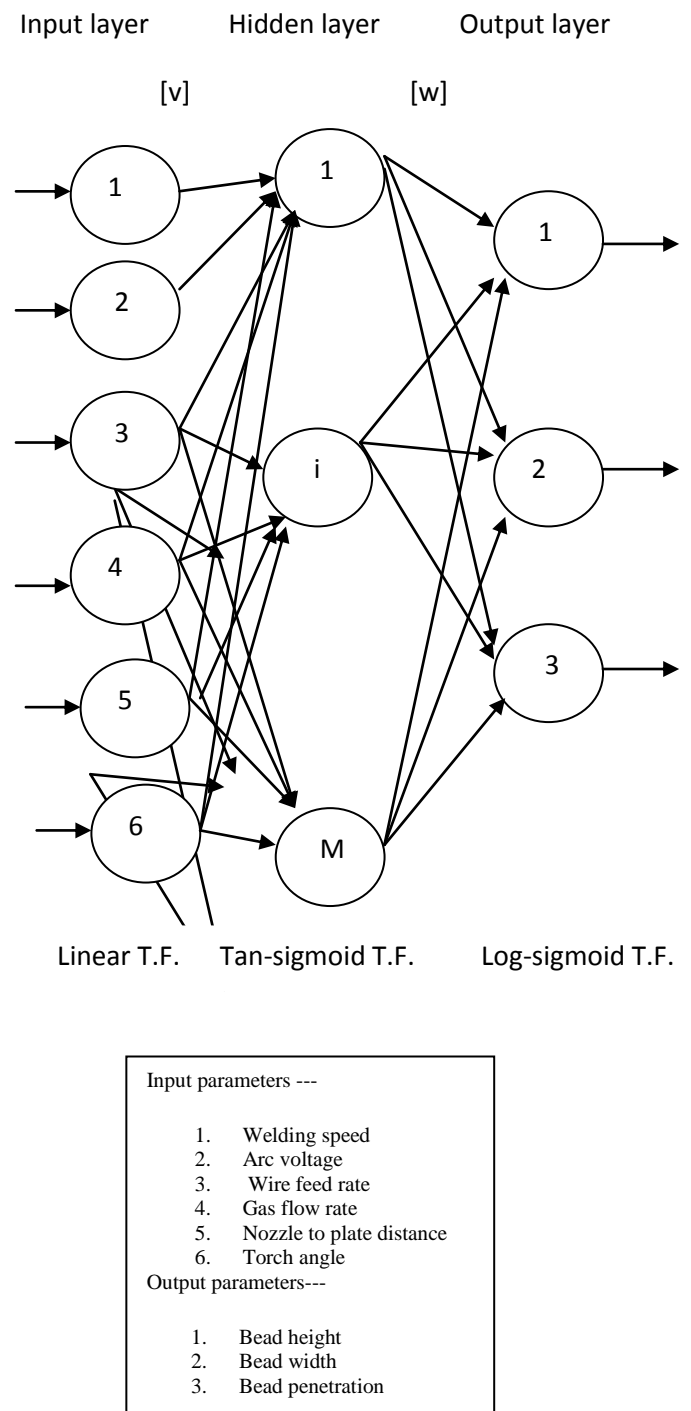 Input layer Hidden layer Output layer
[v] [w]
1 1
1
2
3
i 2
4
5 3
6 M
Linear T.F. Tan-sigmoid T.F. Log-sigmoid T.F.
Input parameters ---
1. Welding speed
2. Arc voltage
3. Wire feed rate
4. Gas flow rate
5. Nozzle to plate distance
6. Torch angle
Output parameters---
1. Bead height
2. Bead width
3. Bead penetration